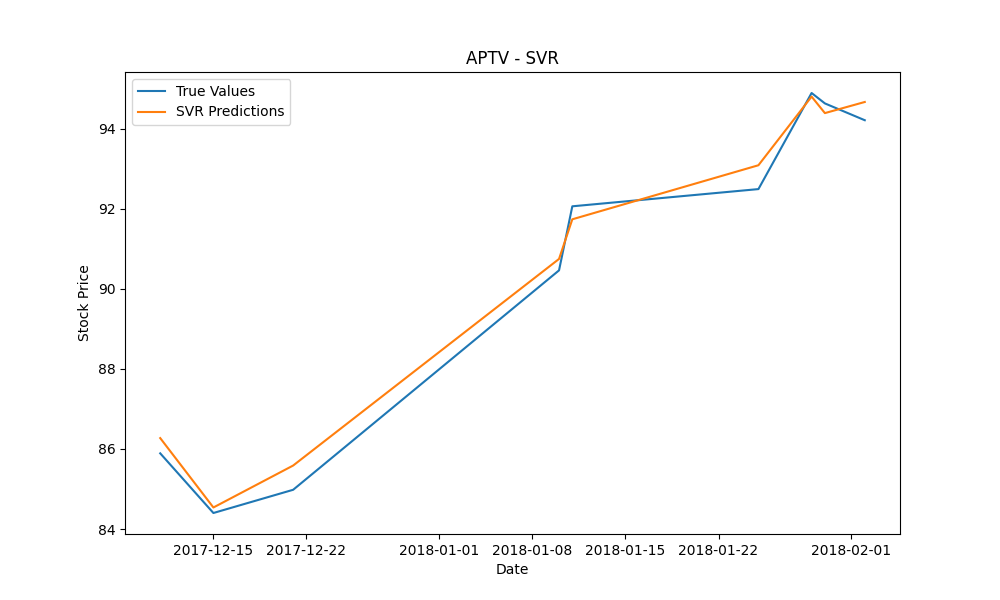 APTV - SVR
True Values
SVR Predictions
Stock Price
94
92
90
88
86
84
2017-12-15 2017-12-22 2018-01-01 2018-01-08 2018-01-15 2018-01-22 2018-02-01
Date